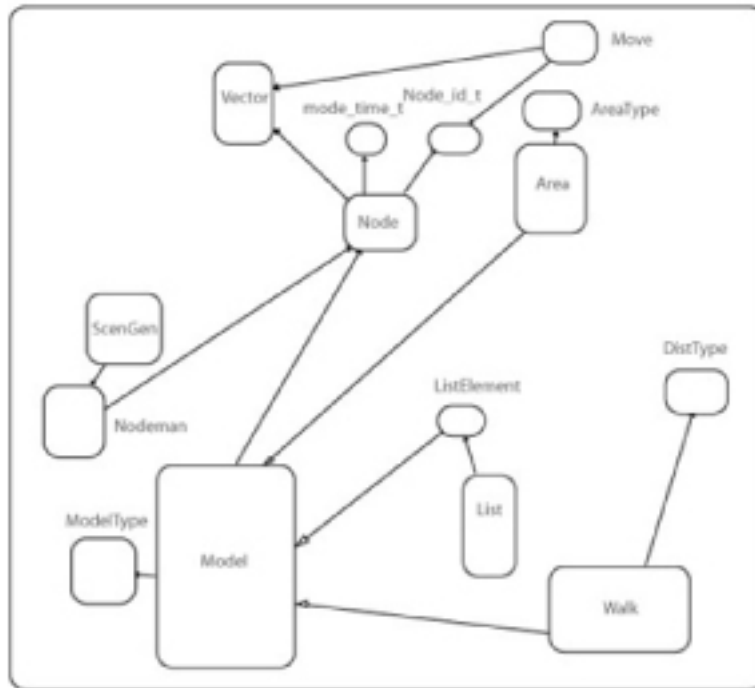 Move
Vector
Node_id_t
mode_time_t
AreaType
Area
Node
ScenGen
DistType
ListElement
Nodeman
List
ModelType
Model
Walk